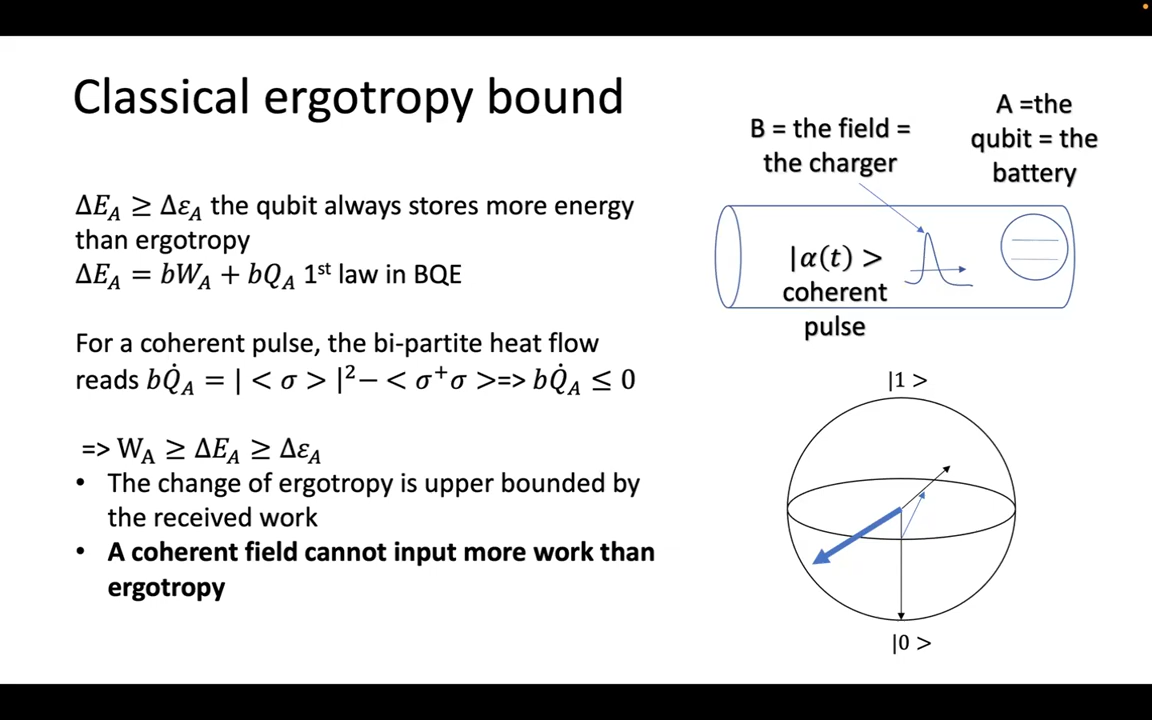 Classical ergotropy bound
B = the field =
the charger
A =the
qubit = the
battery
Δ𝐸_𝐴 ≥ Δ𝜀_𝐴 the qubit always stores more energy
than ergotropy
Δ𝐸_𝐴 = 𝑏𝑊_𝐴 + 𝑏𝑄_𝐴 1st law in BQE
|𝛼(𝑡) >
coherent
pulse
For a coherent pulse, the bi-partite heat flow
reads 𝑏𝑄̇_𝐴 = | < 𝜎 > |²− < 𝜎⁺𝜎 >=> 𝑏𝑄̇_𝐴 ≤ 0
=> W_A ≥ Δ𝐸_𝐴 ≥ Δ𝜀_𝐴
• The change of ergotropy is upper bounded by
the received work
• A coherent field cannot input more work than
ergotropy
|1 >
|0 >